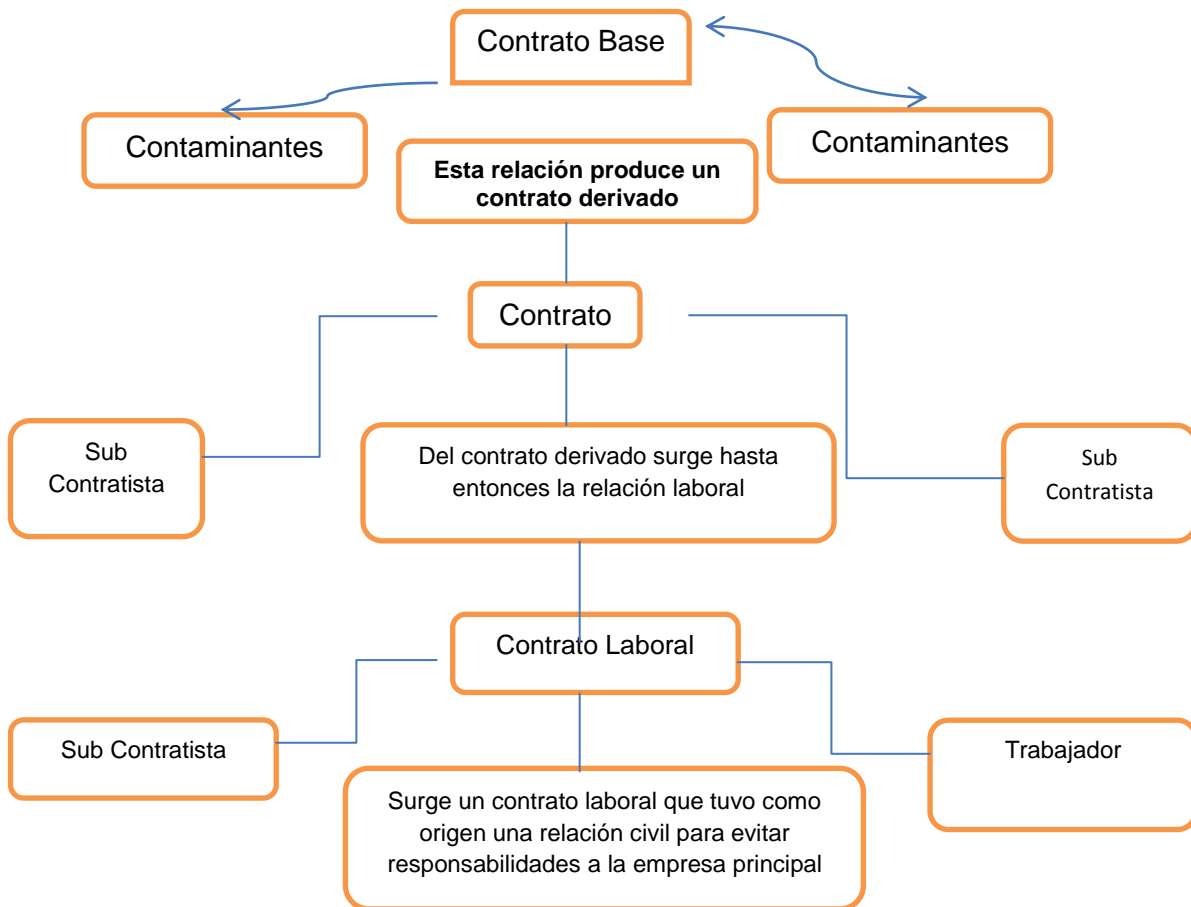 Contrato Base
Contaminantes
Contaminantes
Esta relación produce un
contrato derivado
Contrato
Sub
Contratista
Del contrato derivado surge hasta
entonces la relación laboral
Sub
Contratista
Contrato Laboral
Sub Contratista
Trabajador
Surge un contrato laboral que tuvo como
origen una relación civil para evitar
responsabilidades a la empresa principal